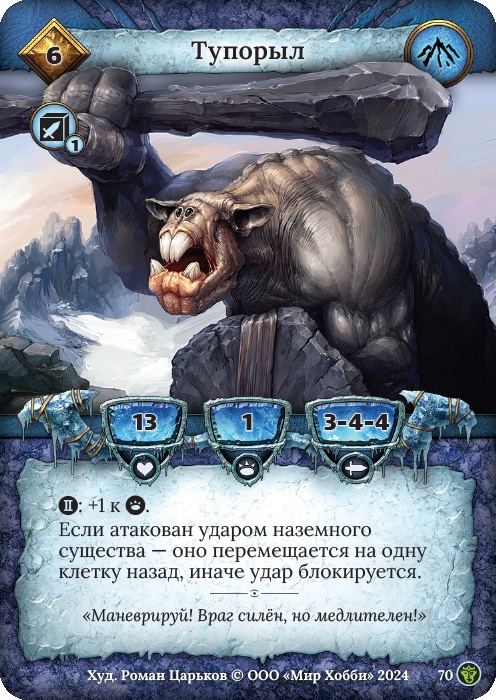 6
Тупорыл
1
13
1
3-4-4
II: +1 к .
Если атакован ударом наземного
существа — оно перемещается на одну
клетку назад, иначе удар блокируется.
«Маневрируй! Враг силён, но медлителен!»
Худ. Роман Царьков © ООО «Мир Хобби» 2024
70